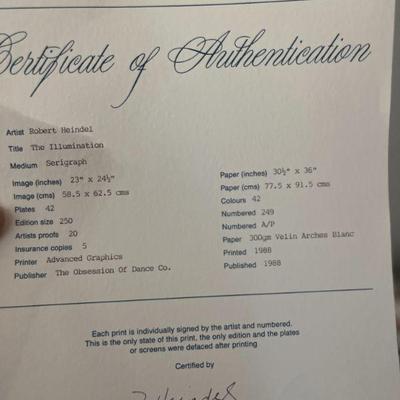 Certificate of Authentication
Artist Robert Heindel
Title The Illumination
Medium Serigraph
Image (inches) 23" x 24½"
Image (cms) 58.5 x 62.5 cms
Plates 42
Edition size 250
Artists proofs 20
Insurance copies 5
Printer Advanced Graphics
Publisher The Obsession Of Dance Co.
Paper (inches) 30½" x 36"
Paper (cms) 77.5 x 91.5 cms
Colours 42
Numbered 249
Numbered A/P
Paper 300gm Velin Arches Blanc
Printed 1988
Published 1988
Each print is individually signed by the artist and numbered.
This is the only state of this print, the only edition and the plates
or screens were defaced after printing
Certified by